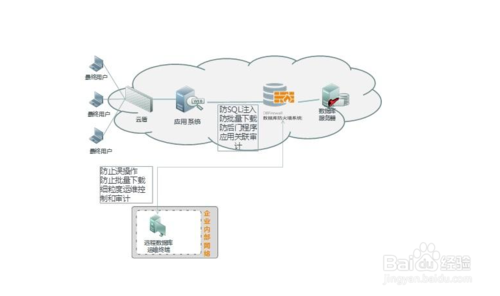 最终用户
最终用户
最终用户
云墙
应用系统
防SQL注入
防批量下载
防后门程序
应用关联审
计
数据库防火墙系统
数据库
服务器
防止误操作
防止批量下载
细粒度运维控
制和审计
远程数据库
运维终端
企业内部网络
Baidu 经验
jingyan.baidu.com